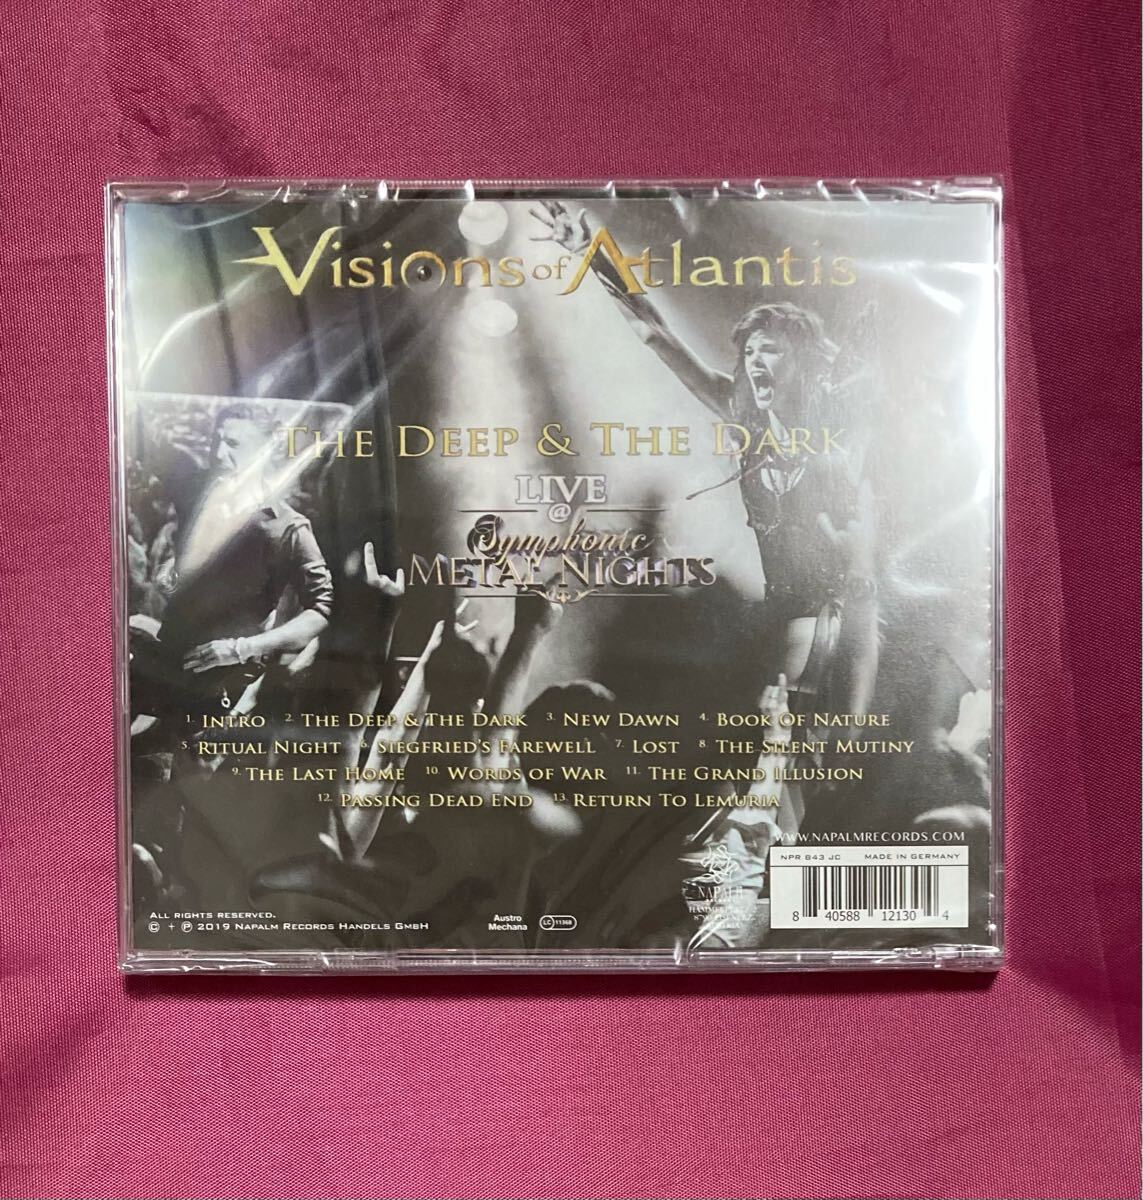 Visions of Atlantis
The Deep & The Dark
LIVE
@
Symphonic
Metal Nights
1. Intro 2. The Deep & The Dark 3. New Dawn 4. Book Of Nature
5. Ritual Night 6. Siegfried's Farewell 7. Lost 8. The Silent Mutiny
9. The Last Home 10. Words of War 11. The Grand Illusion
12. Passing Dead End 13. Return To Lemuria
www.napalmrecords.com
NPR 843 JC MADE IN GERMANY
8 40588 12130 4
NAPALM
All rights reserved.
© + ℗ 2019 Napalm Records Handels GmbH
Austro
Mechana
LC 11368